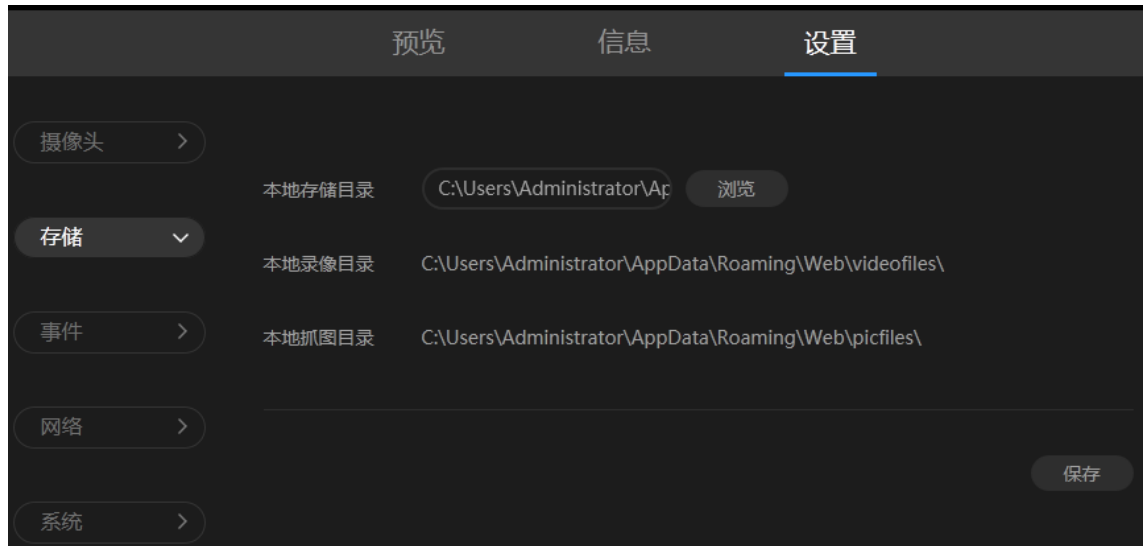 预览 信息 设置
摄像头
本地存储目录 C:\Users\Administrator\Ap 浏览
存储
本地录像目录 C:\Users\Administrator\AppData\Roaming\Web\videofiles\
事件
本地抓图目录 C:\Users\Administrator\AppData\Roaming\Web\picfiles\
网络
保存
系统